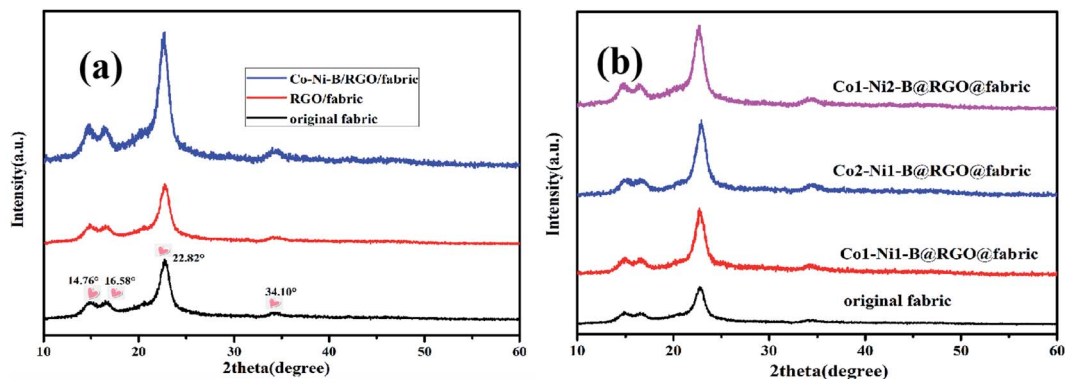 (a)
Co-Ni-B/RGO/fabric
RGO/fabric
original fabric
Intensity(a.u.)
14.76°
16.58°
22.82°
34.10°
10 20 30 40 50 60
2theta(degree)
(b)
Co1-Ni2-B@RGO@fabric
Co2-Ni1-B@RGO@fabric
Co1-Ni1-B@RGO@fabric
original fabric
Intensity(a.u.)
10 20 30 40 50 60
2theta(degree)